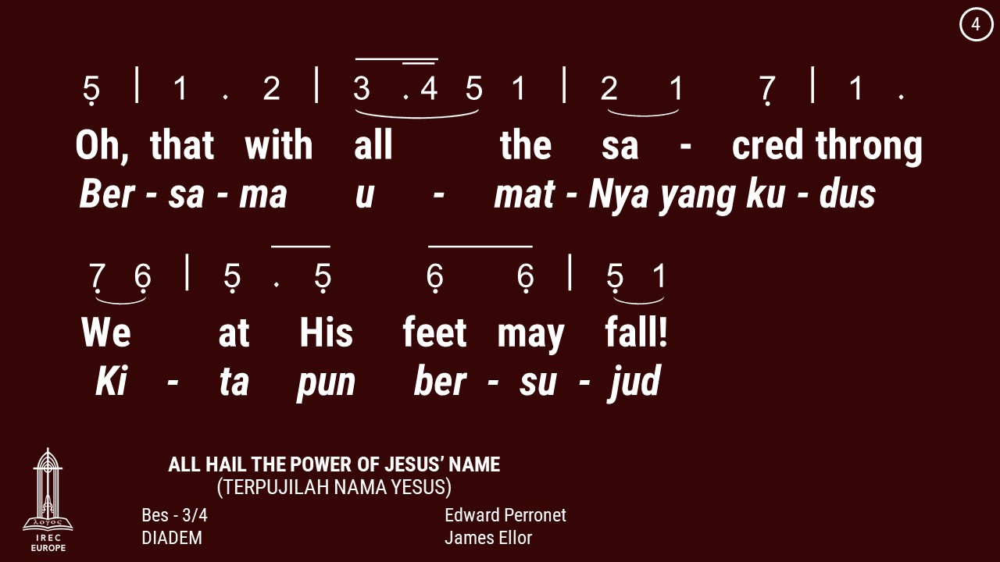 4
5̣ | 1 . 2 | 3 . 4 5 1 | 2 1 7̣ | 1 .
Oh, that with all the sa - cred throng
Ber - sa - ma u - mat - Nya yang ku - dus
7̣ 6̣ | 5̣ . 5̣ 6̣ 6̣ | 5̣ 1
We at His feet may fall!
Ki - ta pun ber - su - jud
ALL HAIL THE POWER OF JESUS’ NAME
(TERPUJILAH NAMA YESUS)
Bes - 3/4 Edward Perronet
DIADEM James Ellor
λογος
IREC
EUROPE